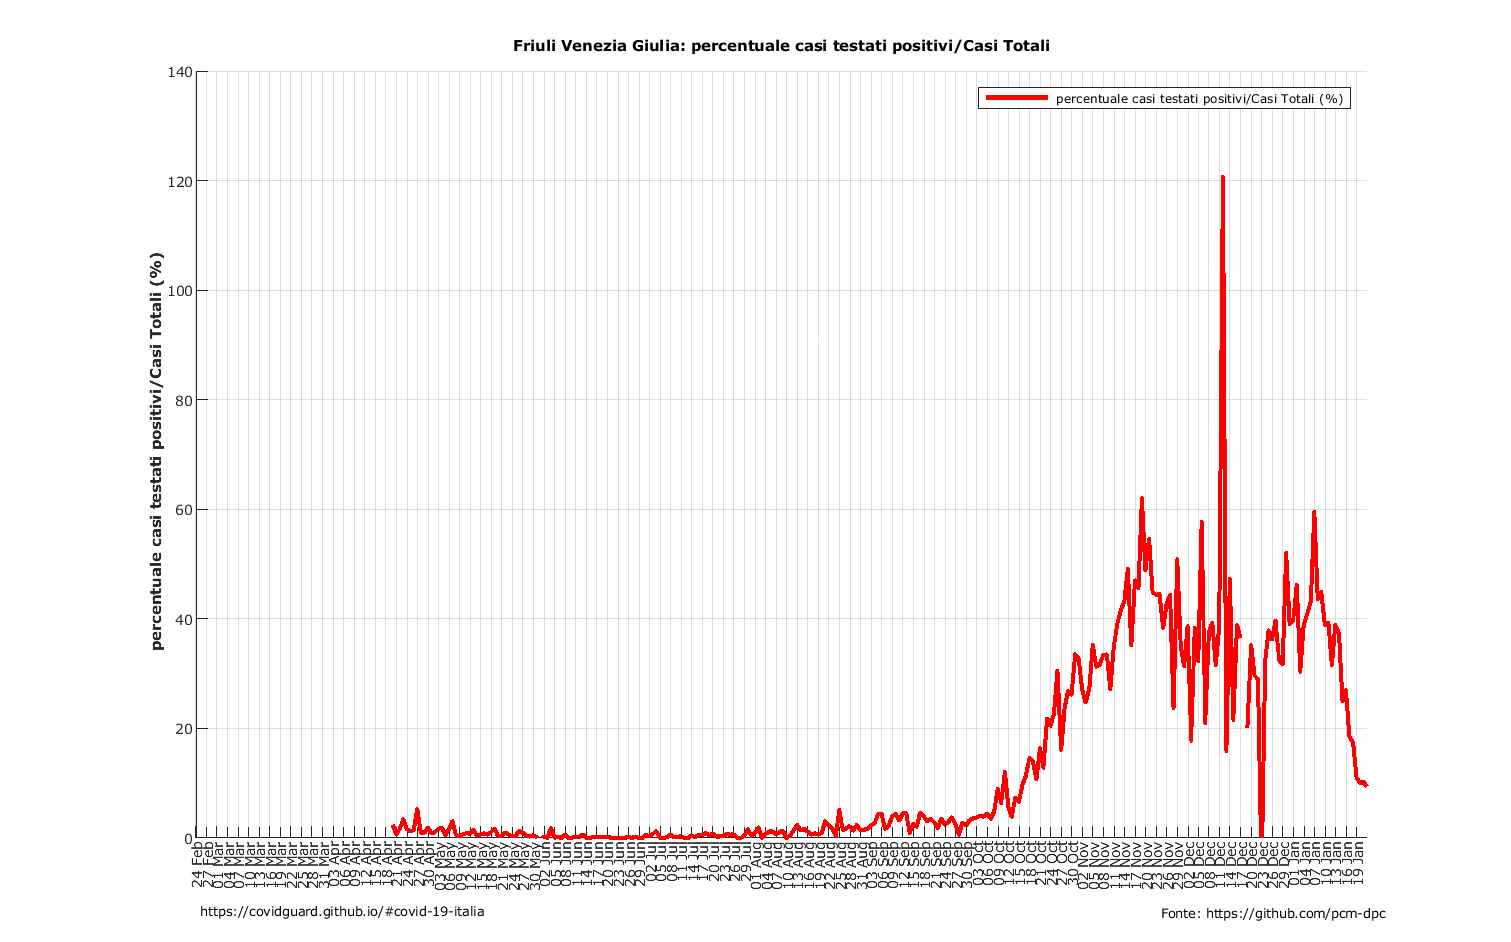 Friuli Venezia Giulia: percentuale casi testati positivi/Casi Totali
percentuale casi testati positivi/Casi Totali (%)
percentuale casi testati positivi/Casi Totali (%)
140
120
100
80
60
40
20
0
24 Feb
27 Feb
01 Mar
04 Mar
07 Mar
10 Mar
13 Mar
16 Mar
19 Mar
22 Mar
25 Mar
28 Mar
31 Mar
03 Apr
06 Apr
09 Apr
12 Apr
15 Apr
18 Apr
21 Apr
24 Apr
27 Apr
30 Apr
03 May
06 May
09 May
12 May
15 May
18 May
21 May
24 May
27 May
30 May
02 Jun
05 Jun
08 Jun
11 Jun
14 Jun
17 Jun
20 Jun
23 Jun
26 Jun
29 Jun
02 Jul
05 Jul
08 Jul
11 Jul
14 Jul
17 Jul
20 Jul
23 Jul
26 Jul
29 Jul
01 Aug
04 Aug
07 Aug
10 Aug
13 Aug
16 Aug
19 Aug
22 Aug
25 Aug
28 Aug
31 Aug
03 Sep
06 Sep
09 Sep
12 Sep
15 Sep
18 Sep
21 Sep
24 Sep
27 Sep
30 Sep
03 Oct
06 Oct
09 Oct
12 Oct
15 Oct
18 Oct
21 Oct
24 Oct
27 Oct
30 Oct
02 Nov
05 Nov
08 Nov
11 Nov
14 Nov
17 Nov
20 Nov
23 Nov
26 Nov
29 Nov
02 Dec
05 Dec
08 Dec
11 Dec
14 Dec
17 Dec
20 Dec
23 Dec
26 Dec
29 Dec
01 Jan
04 Jan
07 Jan
10 Jan
13 Jan
16 Jan
19 Jan
https://covidguard.github.io/#covid-19-italia
Fonte: https://github.com/pcm-dpc